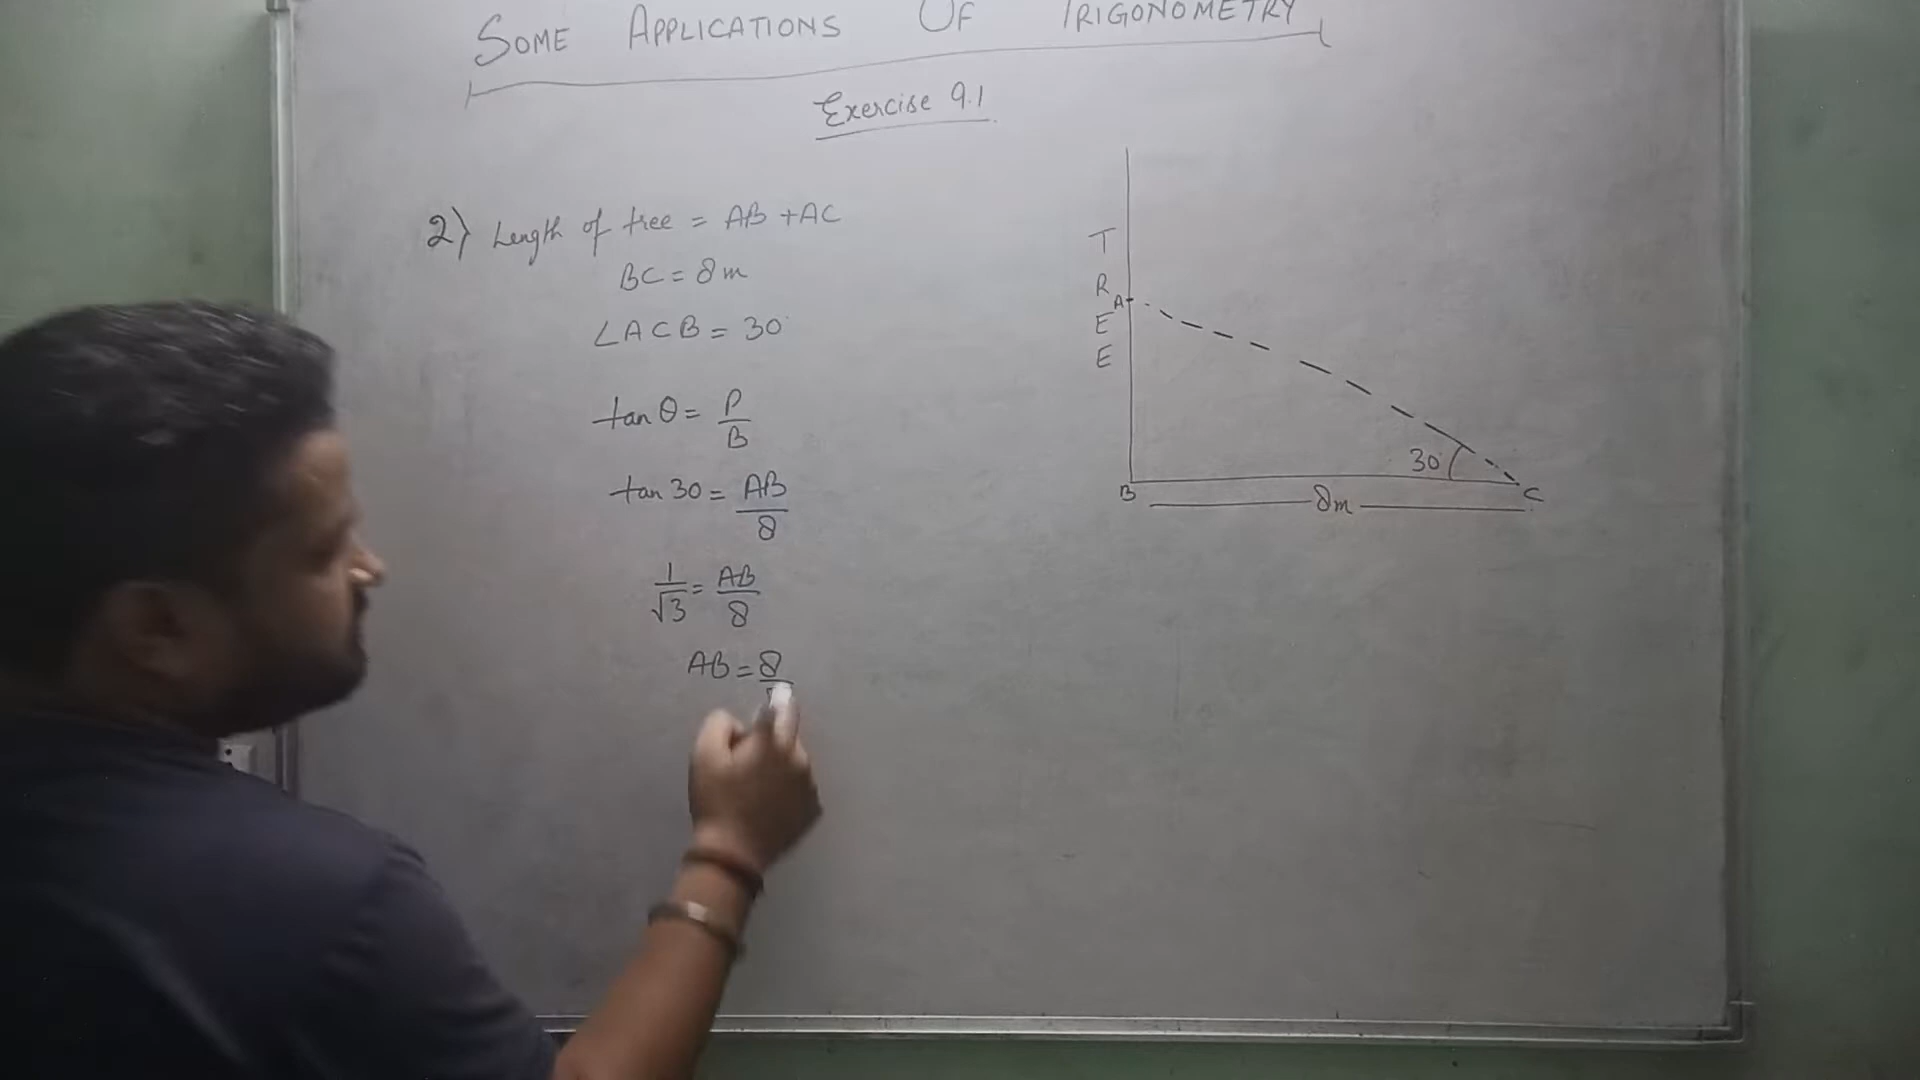 SOME APPLICATIONS OF TRIGONOMETRY
Exercise 9.1
2) Length of tree = AB + AC
BC = 8m
∠ACB = 30°
tan θ = P/B
tan 30 = AB/8
1/√3 = AB/8
AB = 8/
TREE
A
30°
B
8m
C